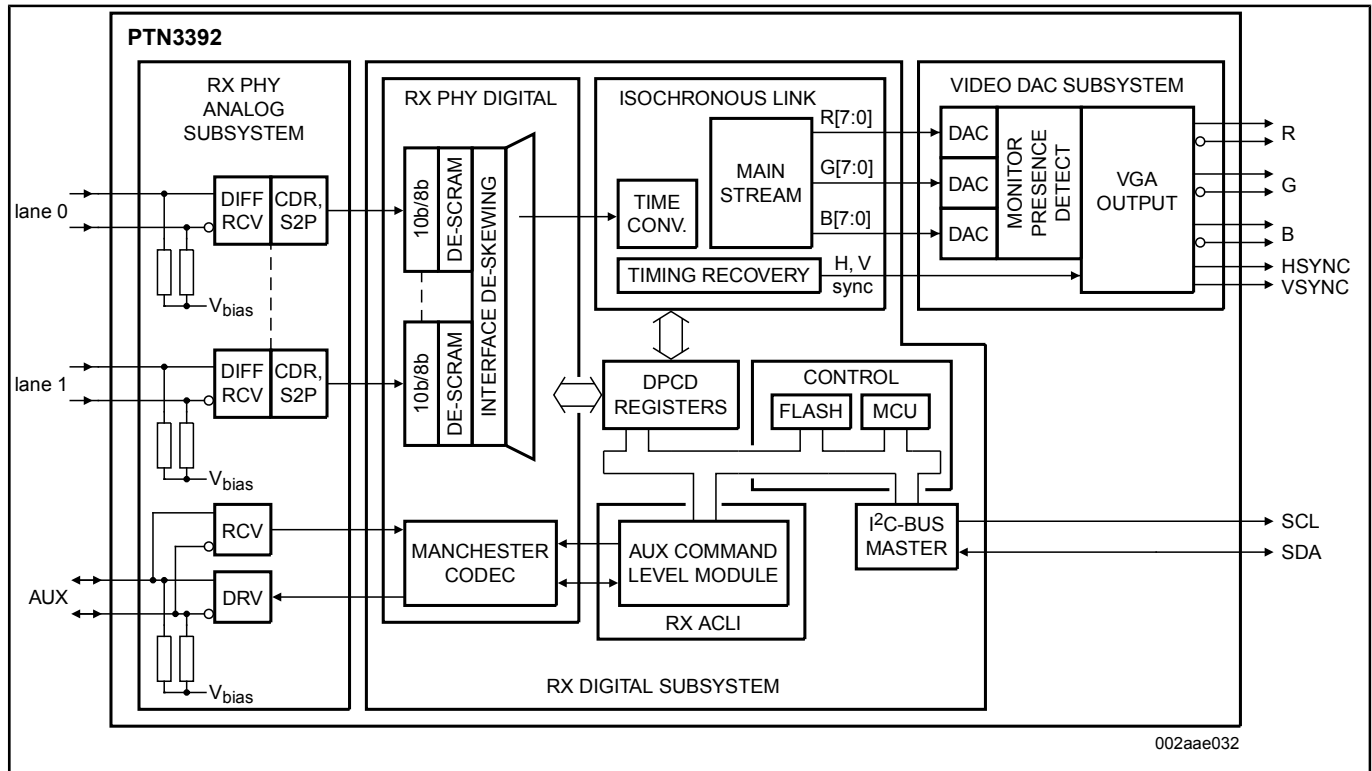 PTN3392
RX PHY
ANALOG
SUBSYSTEM
lane 0
DIFF
RCV
CDR,
S2P
Vbias
lane 1
DIFF
RCV
CDR,
S2P
Vbias
RCV
AUX
DRV
Vbias
RX PHY DIGITAL
10b/8b
DE-SCRAM
10b/8b
DE-SCRAM
INTERFACE DE-SKEWING
MANCHESTER
CODEC
ISOCHRONOUS LINK
TIME
CONV.
MAIN
STREAM
R[7:0]
G[7:0]
B[7:0]
TIMING RECOVERY
H, V
sync
DPCD
REGISTERS
CONTROL
FLASH
MCU
AUX COMMAND
LEVEL MODULE
RX ACLI
I2C-BUS
MASTER
RX DIGITAL SUBSYSTEM
VIDEO DAC SUBSYSTEM
DAC
DAC
DAC
MONITOR
PRESENCE
DETECT
VGA
OUTPUT
R
G
B
HSYNC
VSYNC
SCL
SDA
002aae032